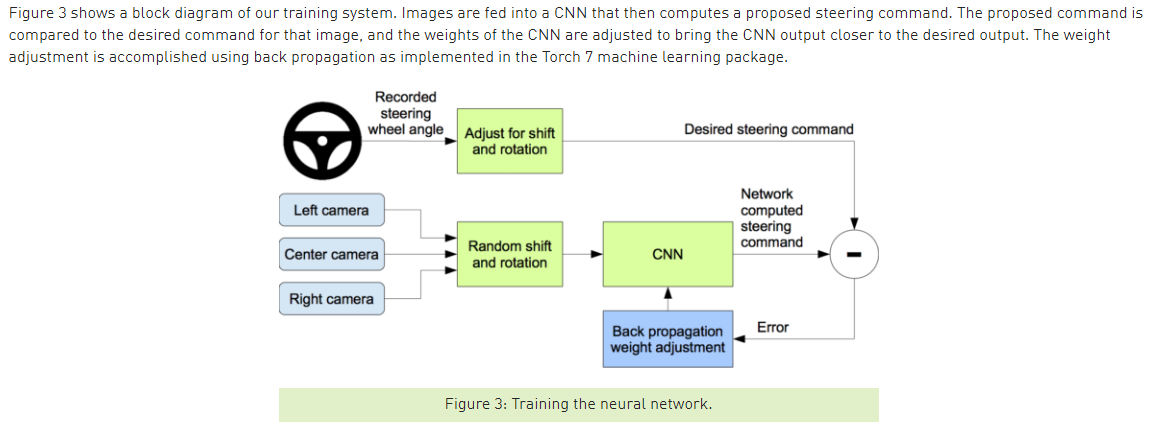 Figure 3 shows a block diagram of our training system. Images are fed into a CNN that then computes a proposed steering command. The proposed command is
compared to the desired command for that image, and the weights of the CNN are adjusted to bring the CNN output closer to the desired output. The weight
adjustment is accomplished using back propagation as implemented in the Torch 7 machine learning package.
Recorded
steering
wheel angle
Adjust for shift
and rotation
Desired steering command
Left camera
Center camera
Right camera
Random shift
and rotation
CNN
Network
computed
steering
command
-
Back propagation
weight adjustment
Error
Figure 3: Training the neural network.